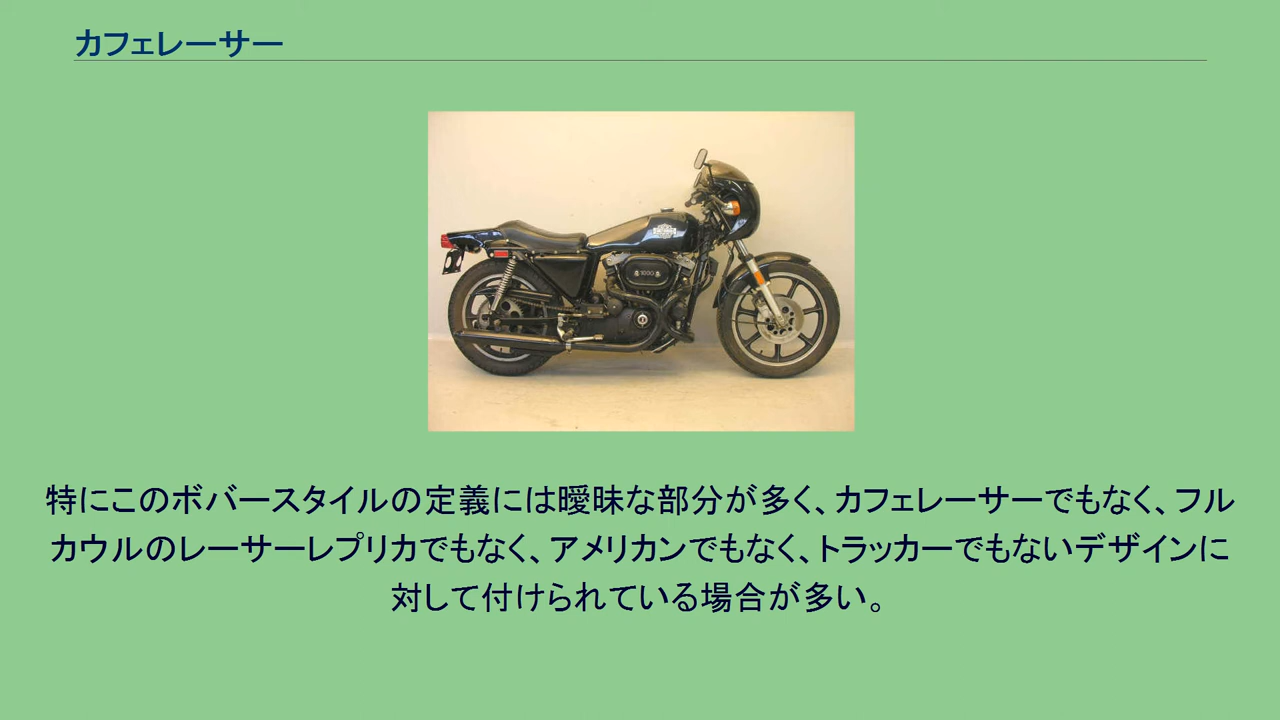 カフェレーサー
1000
特にこのボバースタイルの定義には曖昧な部分が多く、カフェレーサーでもなく、フル
カウルのレーサーレプリカでもなく、アメリカンでもなく、トラッカーでもないデザインに
対して付けられている場合が多い。